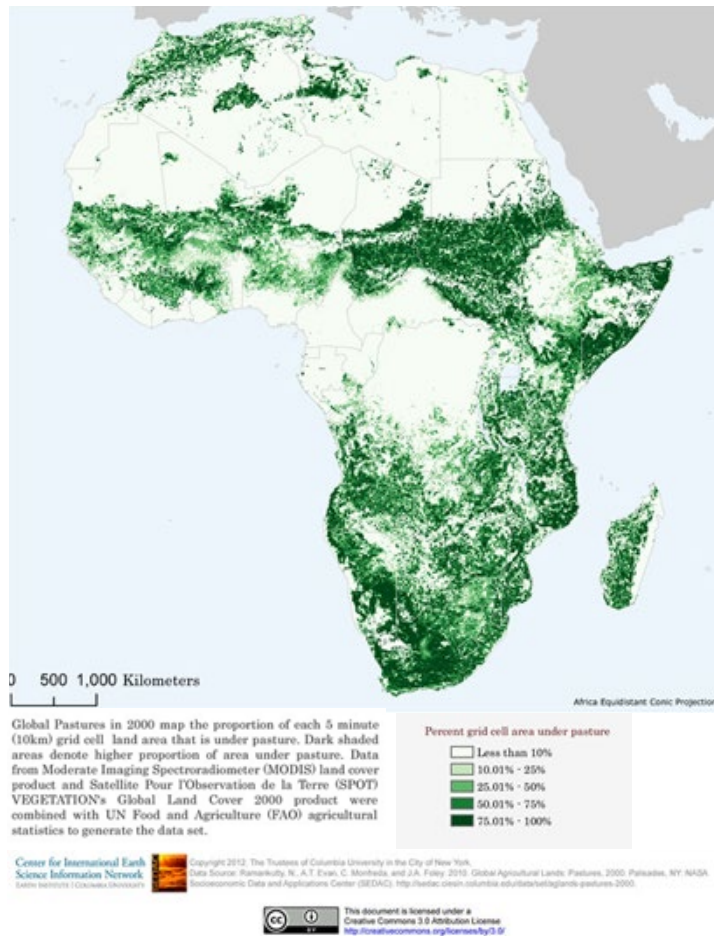 0 500 1,000 Kilometers
Africa Equidistant Conic Projection
Global Pastures in 2000 map the proportion of each 5 minute
(10km) grid cell land area that is under pasture. Dark shaded
areas denote higher proportion of area under pasture. Data
from Moderate Imaging Spectroradiometer (MODIS) land cover
product and Satellite Pour l'Observation de la Terre (SPOT)
VEGETATION's Global Land Cover 2000 product were
combined with UN Food and Agriculture (FAO) agricultural
statistics to generate the data set.
Percent grid cell area under pasture
Less than 10%
10.01% - 25%
25.01% - 50%
50.01% - 75%
75.01% - 100%
Center for International Earth
Science Information Network
EARTH INSTITUTE | COLUMBIA UNIVERSITY
Copyright 2012. The Trustees of Columbia University in the City of New York.
Data Source: Ramankutty, N., A.T. Evan, C. Monfreda, and J.A. Foley. 2010. Global Agricultural Lands: Pastures, 2000. Palisades, NY: NASA
Socioeconomic Data and Applications Center (SEDAC). http://sedac.ciesin.columbia.edu/data/set/aglands-pastures-2000.
cc BY
This document is licensed under a
Creative Commons 3.0 Attribution License
http://creativecommons.org/licenses/by/3.0/